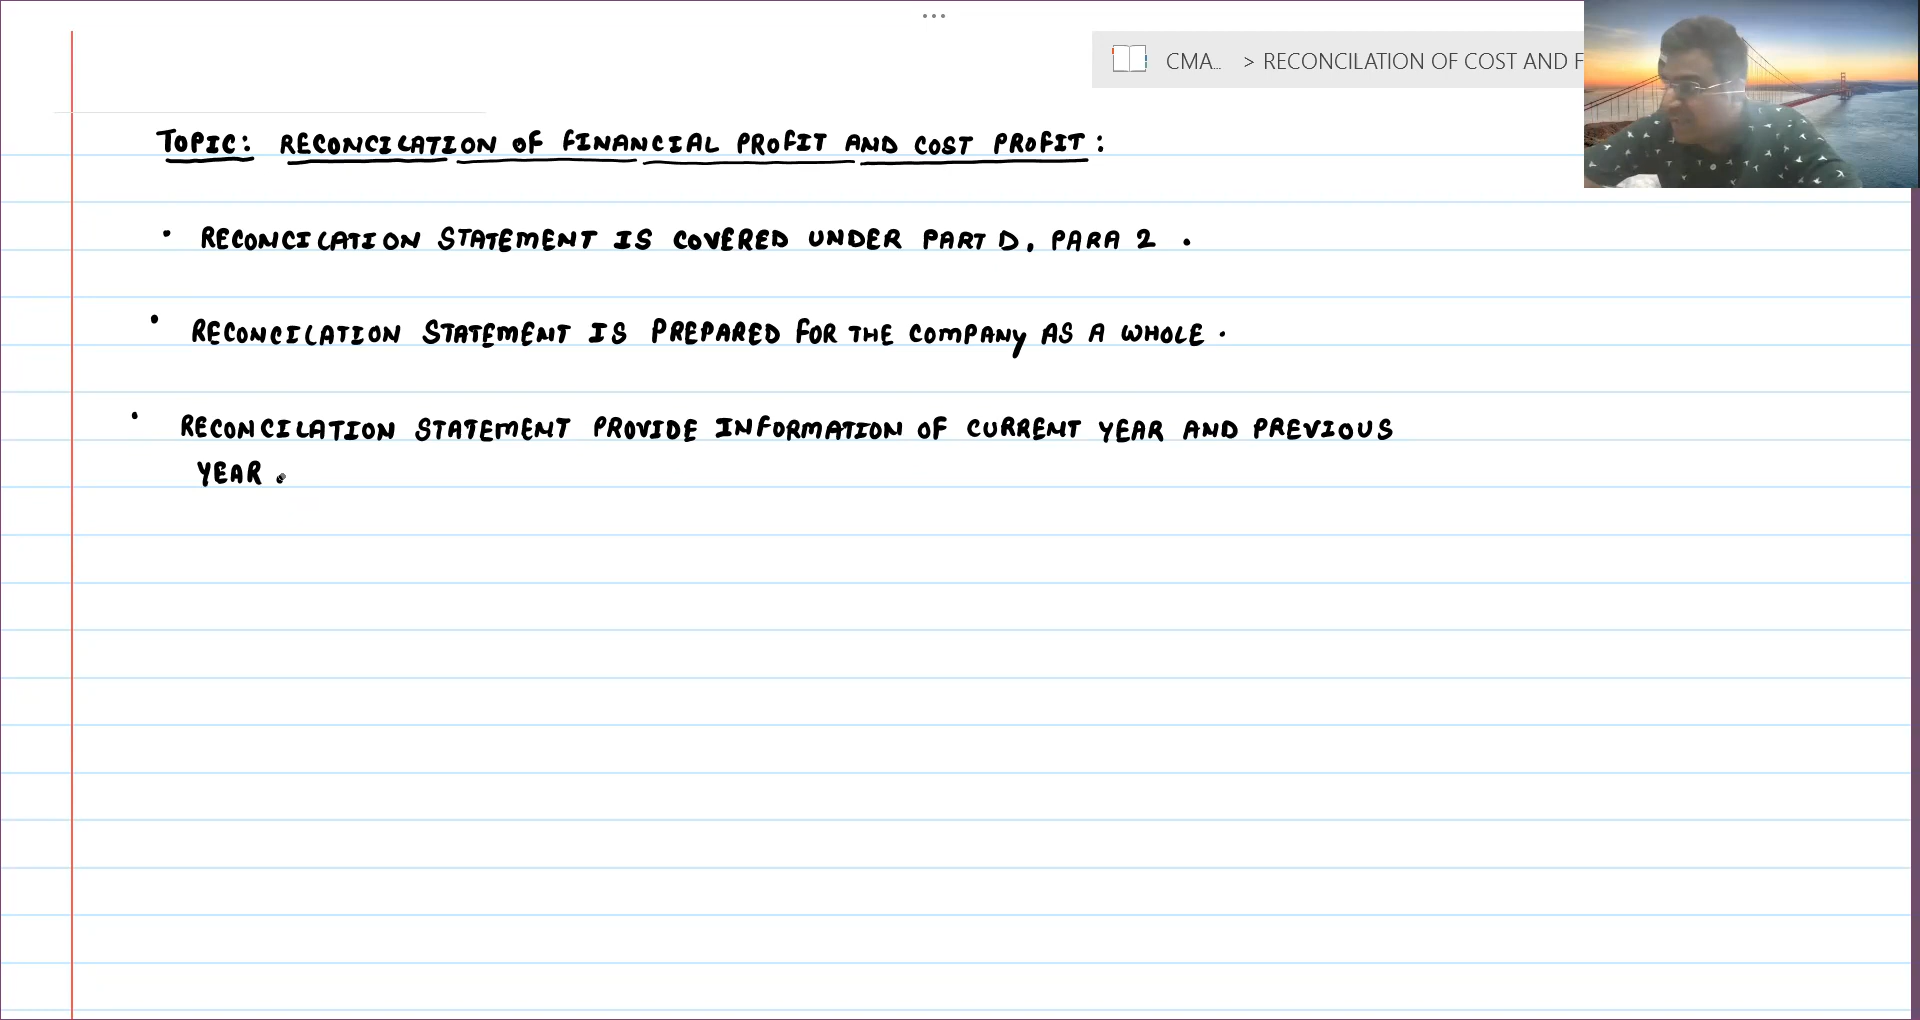 CMA... > RECONCILATION OF COST AND F
TOPIC: RECONCILATION OF FINANCIAL PROFIT AND COST PROFIT:
• RECONCILATION STATEMENT IS COVERED UNDER PART D, PARA 2 .
• RECONCILATION STATEMENT IS PREPARED FOR THE COMPANY AS A WHOLE .
• RECONCILATION STATEMENT PROVIDE INFORMATION OF CURRENT YEAR AND PREVIOUS
YEAR .